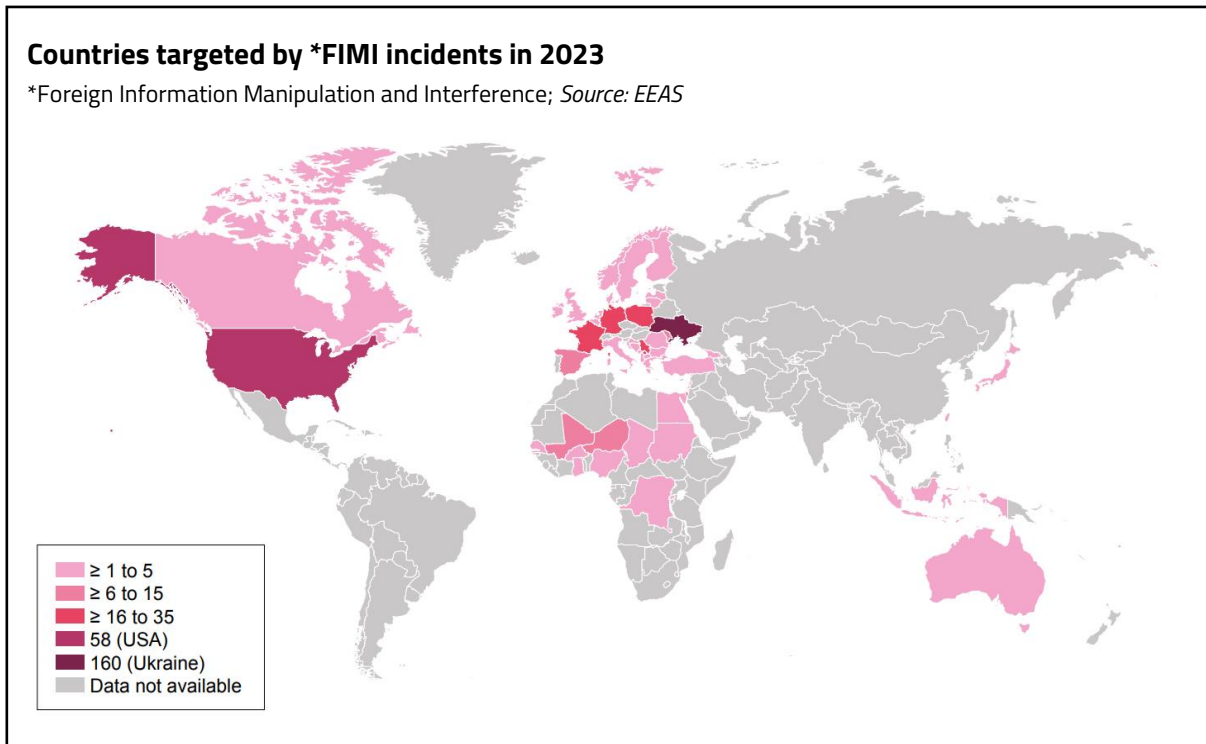 Countries targeted by *FIMI incidents in 2023
*Foreign Information Manipulation and Interference; Source: EEAS
≥ 1 to 5
≥ 6 to 15
≥ 16 to 35
58 (USA)
160 (Ukraine)
Data not available